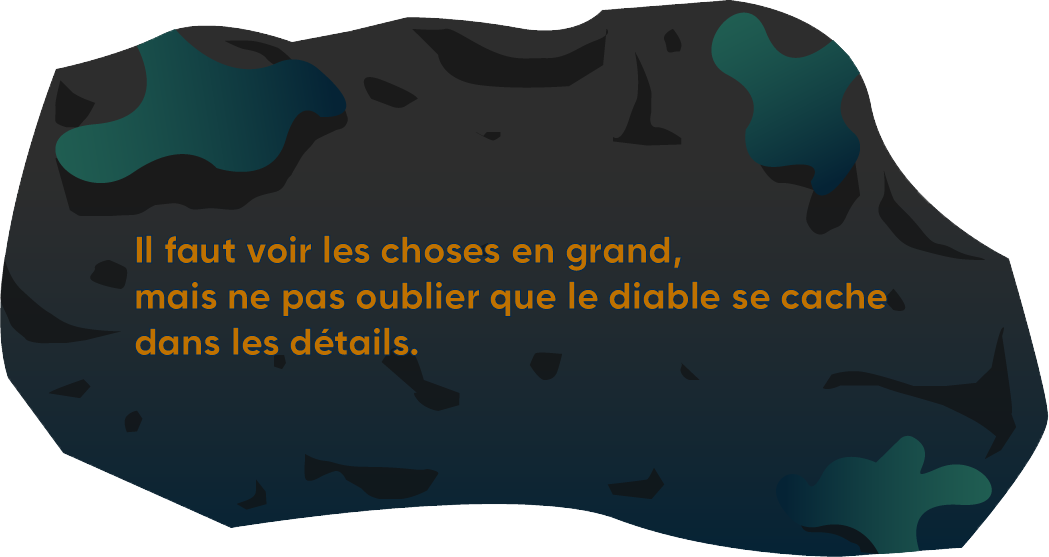 Il faut voir les choses en grand,
mais ne pas oublier que le diable se cache
dans les détails.